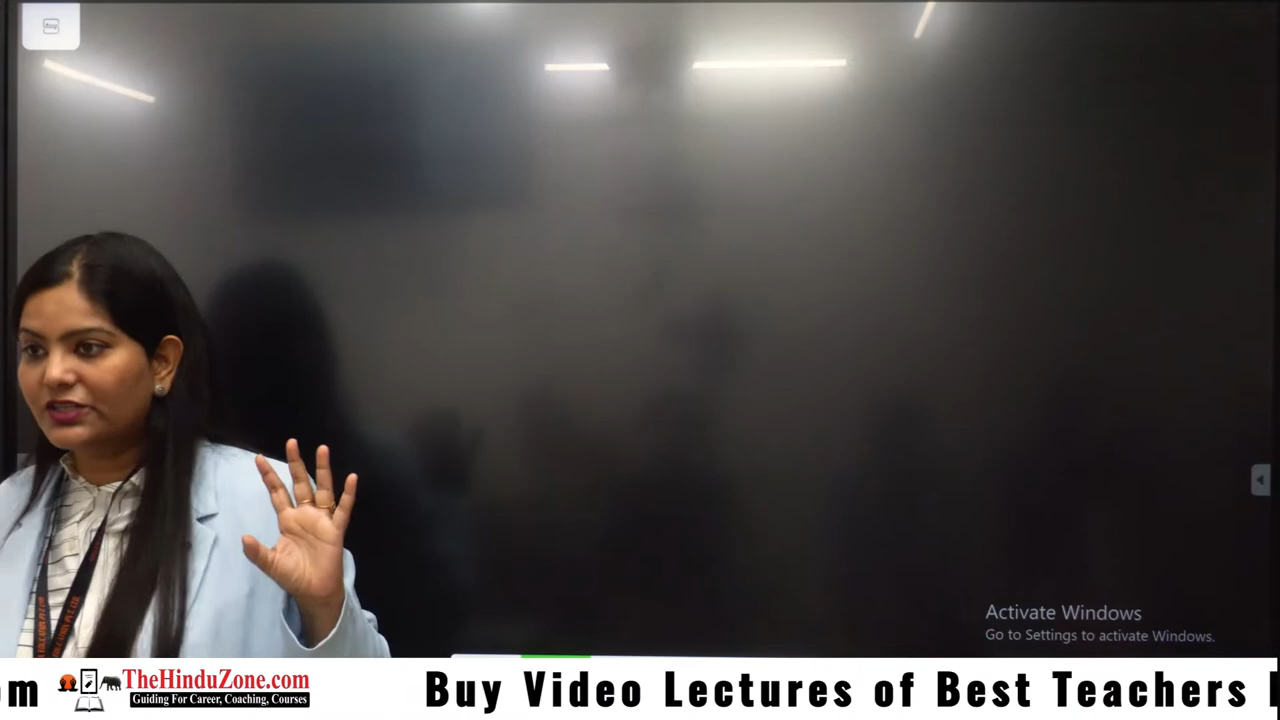 Activate Windows
Go to Settings to activate Windows.
om
TheHinduZone.com
Guiding For Career, Coaching, Courses
Buy Video Lectures of Best Teachers